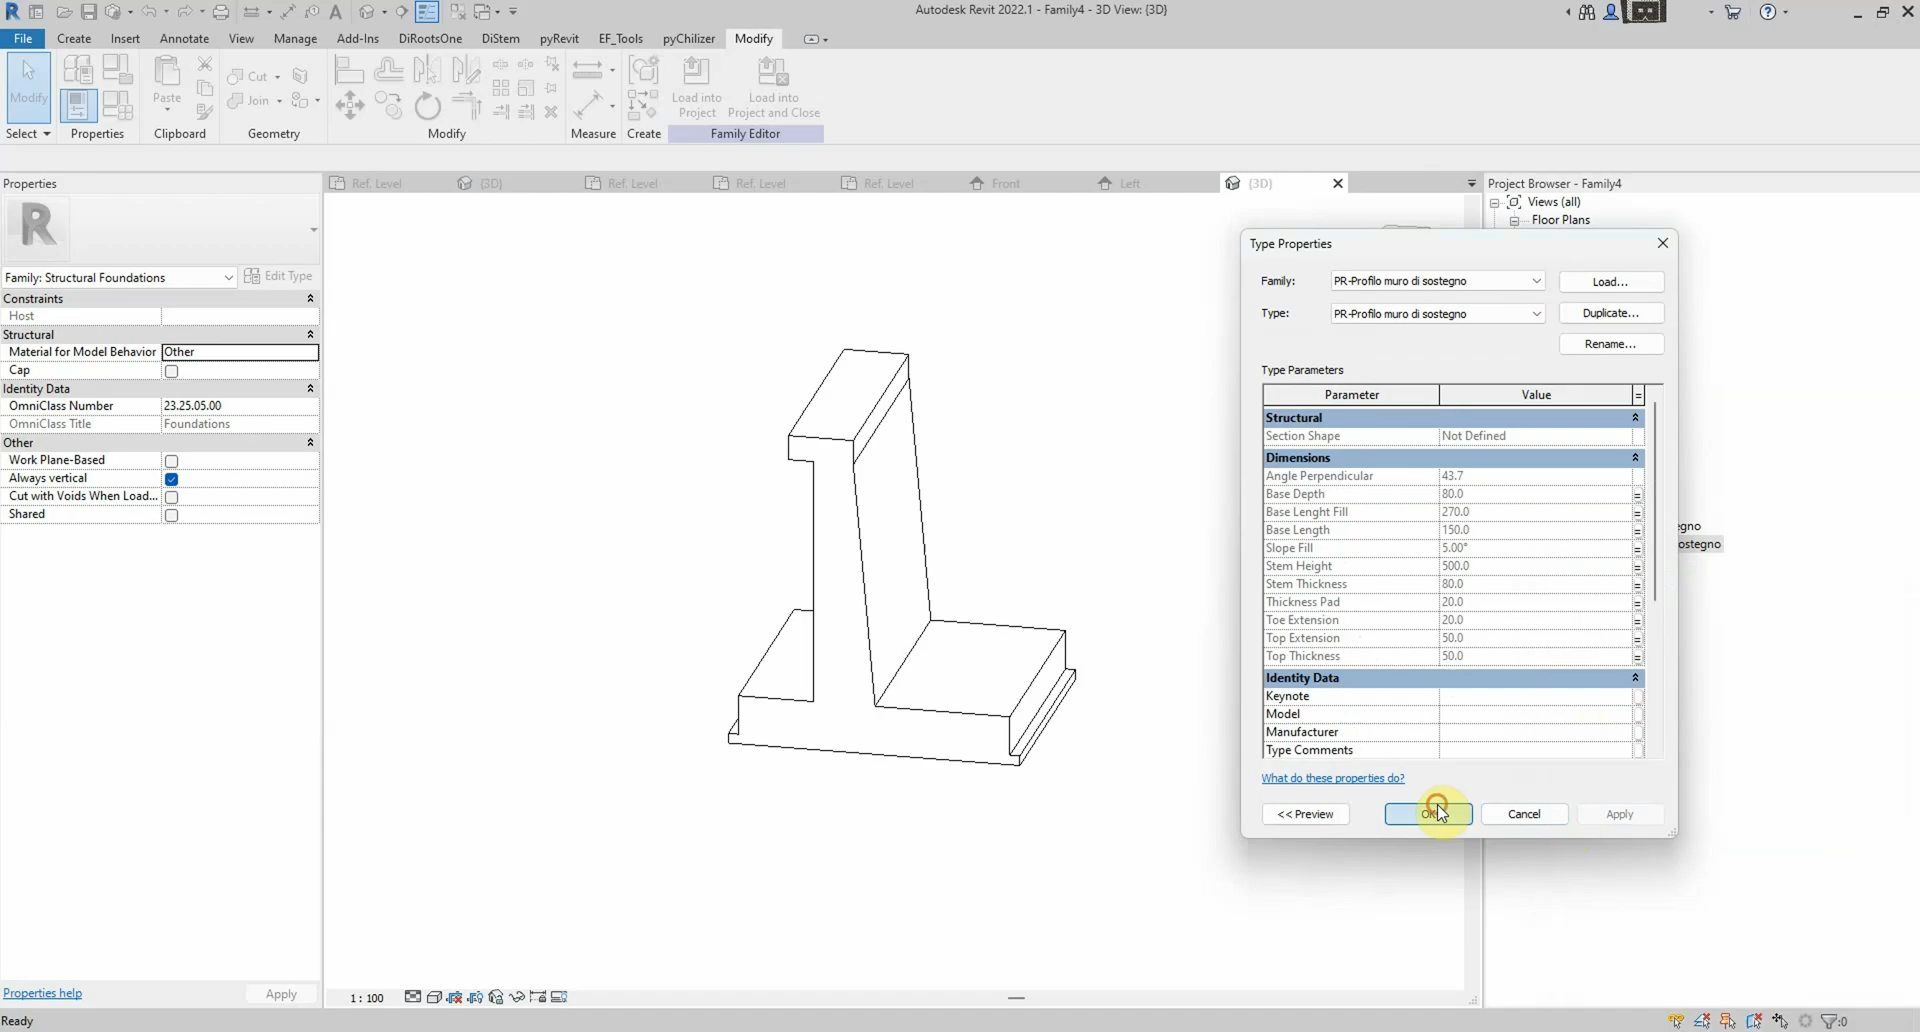 Autodesk Revit 2022.1 - Family4 - 3D View: {3D}
File Create Insert Annotate View Manage Add-Ins DiRootsOne DiStem pyRevit EF_Tools pyChilizer Modify
Modify
Paste
Cut
Join
Load into Project
Load into Project and Close
Select Properties Clipboard Geometry Modify Measure Create Family Editor
Properties
Ref. Level {3D} Ref. Level Ref. Level Ref. Level Front Left {3D}
Project Browser - Family4
Views (all)
Floor Plans
Family: Structural Foundations
Edit Type
Constraints
Host
Structural
Material for Model Behavior Other
Cap
Identity Data
OmniClass Number 23.25.05.00
OmniClass Title Foundations
Other
Work Plane-Based
Always vertical
Cut with Voids When Load...
Shared
Properties help
Apply
Type Properties
Family: PR-Profilo muro di sostegno Load...
Type: PR-Profilo muro di sostegno Duplicate...
Rename...
Type Parameters
Parameter Value =
Structural
Section Shape Not Defined
Dimensions
Angle Perpendicular 43.7
Base Depth 80.0 =
Base Lenght Fill 270.0 =
Base Length 150.0 =
Slope Fill 5.00° =
Stem Height 500.0 =
Stem Thickness 80.0 =
Thickness Pad 20.0 =
Toe Extension 20.0 =
Top Extension 50.0 =
Top Thickness 50.0 =
Identity Data
Keynote
Model
Manufacturer
Type Comments
What do these properties do?
<< Preview OK Cancel Apply
egno
ostegno
1 : 100
Ready
:0